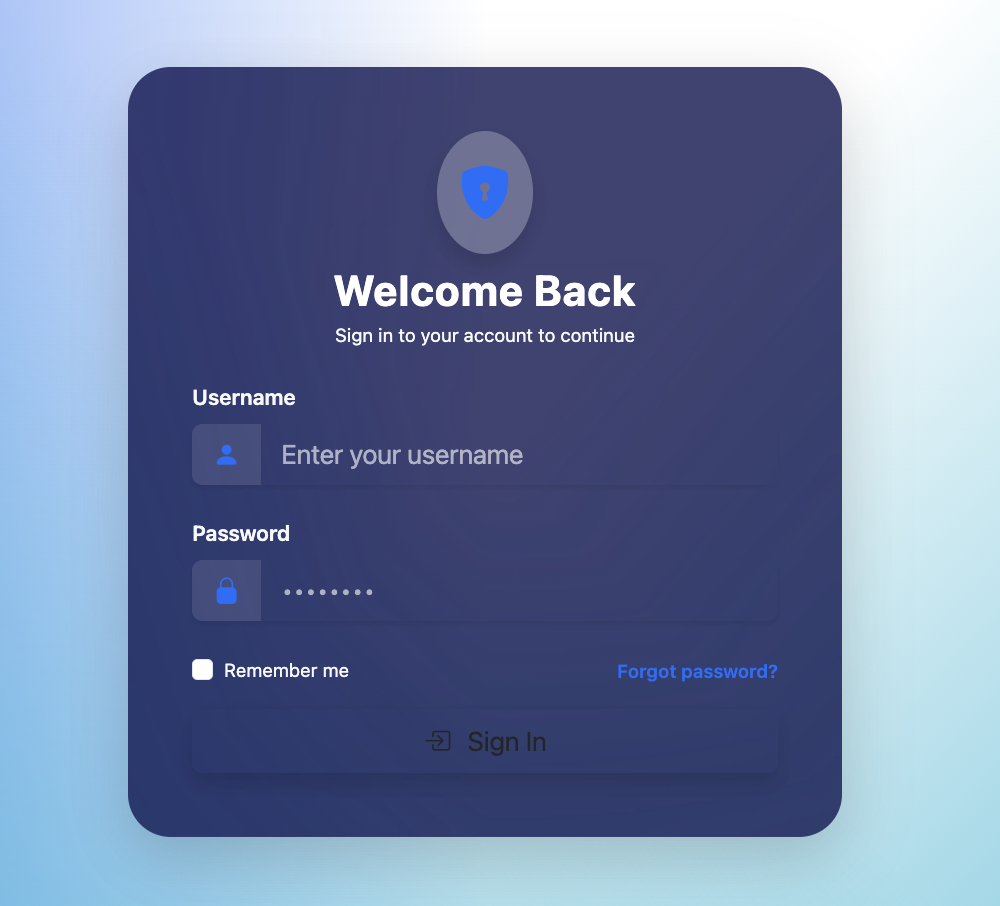 Welcome Back
Sign in to your account to continue
Username
Enter your username
Password
••••••••
Remember me
Forgot password?
Sign In